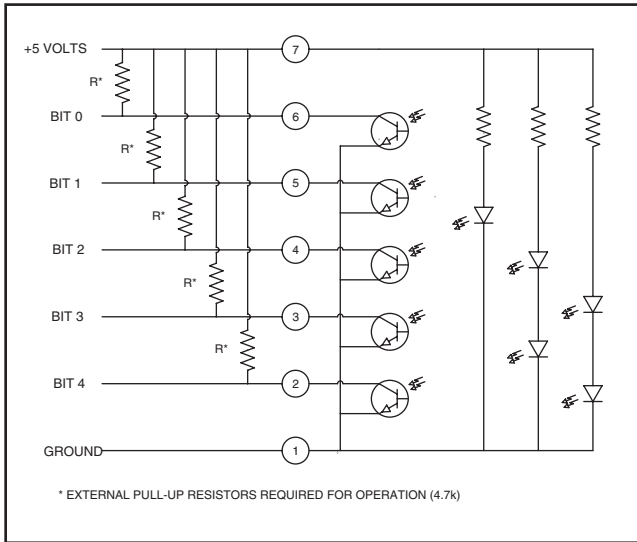 +5 VOLTS 7
R*
BIT 0 6
R*
BIT 1 5
R*
BIT 2 4
R*
BIT 3 3
R*
BIT 4 2
GROUND 1
* EXTERNAL PULL-UP RESISTORS REQUIRED FOR OPERATION (4.7k)